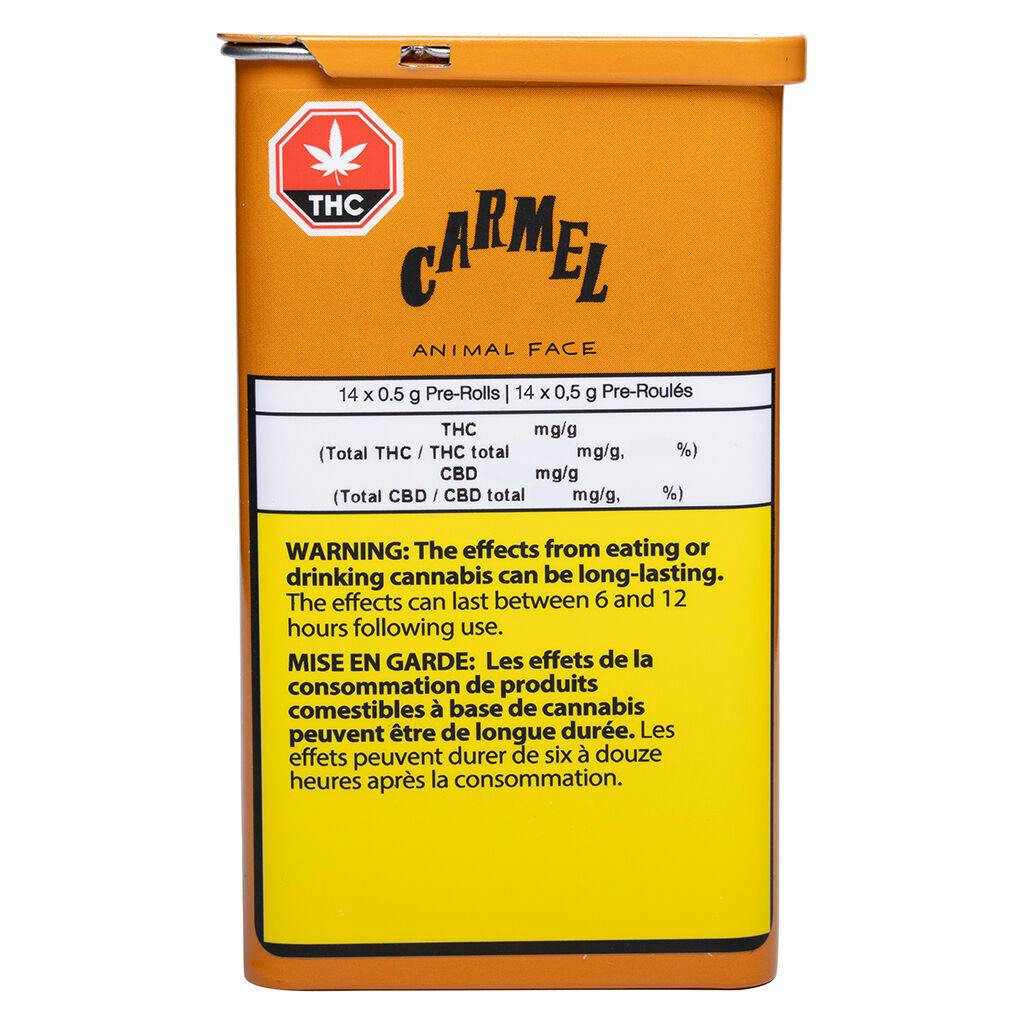 THC
CARMEL
ANIMAL FACE
14 x 0.5 g Pre-Rolls | 14 x 0,5 g Pre-Roulés
THC mg/g
(Total THC / THC total mg/g, %)
CBD mg/g
(Total CBD / CBD total mg/g, %)
WARNING: The effects from eating or
drinking cannabis can be long-lasting.
The effects can last between 6 and 12
hours following use.
MISE EN GARDE: Les effets de la
consommation de produits
comestibles à base de cannabis
peuvent être de longue durée. Les
effets peuvent durer de six à douze
heures après la consommation.